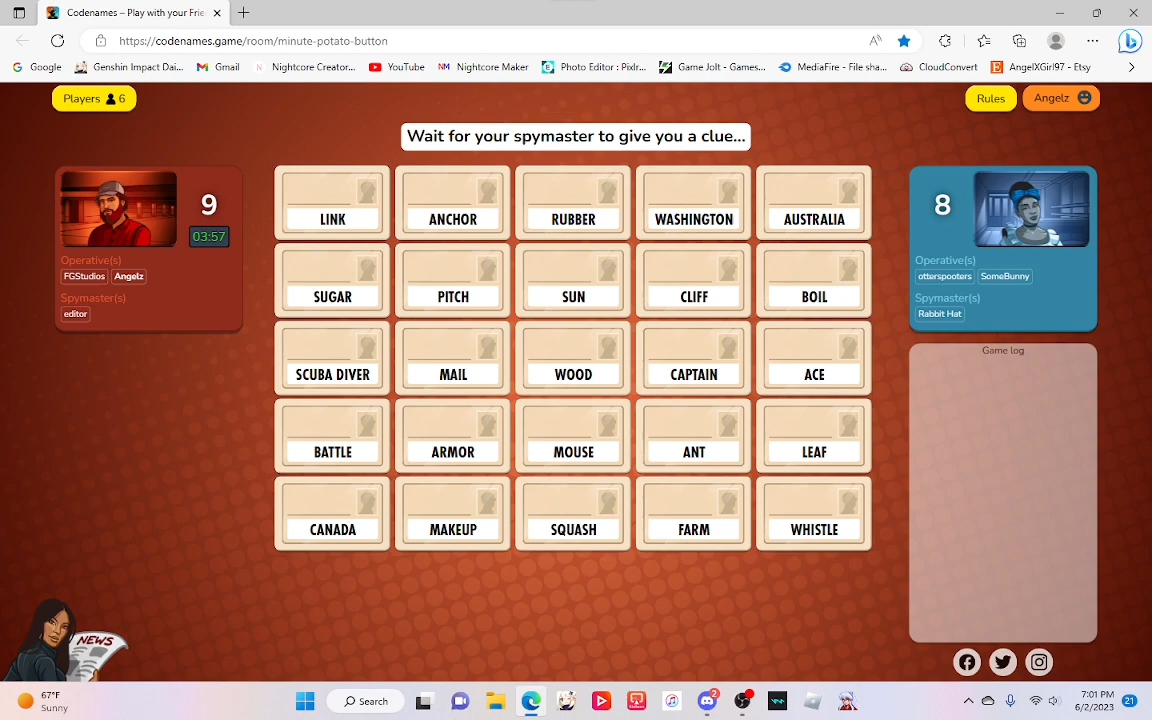 Codenames – Play with your Frie
https://codenames.game/room/minute-potato-button
Google
Genshin Impact Dai...
Gmail
Nightcore Creator...
YouTube
NM Nightcore Maker
Photo Editor : Pixlr...
Game Jolt - Games...
MediaFire - File sha...
CloudConvert
AngelXGirl97 - Etsy
Players 6
Rules
Angelz
Wait for your spymaster to give you a clue...
9
03:57
Operative(s)
FGStudios Angelz
Spymaster(s)
editor
8
Operative(s)
otterspooters SomeBunny
Spymaster(s)
Rabbit Hat
Game log
LINK ANCHOR RUBBER WASHINGTON AUSTRALIA
SUGAR PITCH SUN CLIFF BOIL
SCUBA DIVER MAIL WOOD CAPTAIN ACE
BATTLE ARMOR MOUSE ANT LEAF
CANADA MAKEUP SQUASH FARM WHISTLE
NEWS
67°F
Sunny
Search
2
7:01 PM
6/2/2023
21